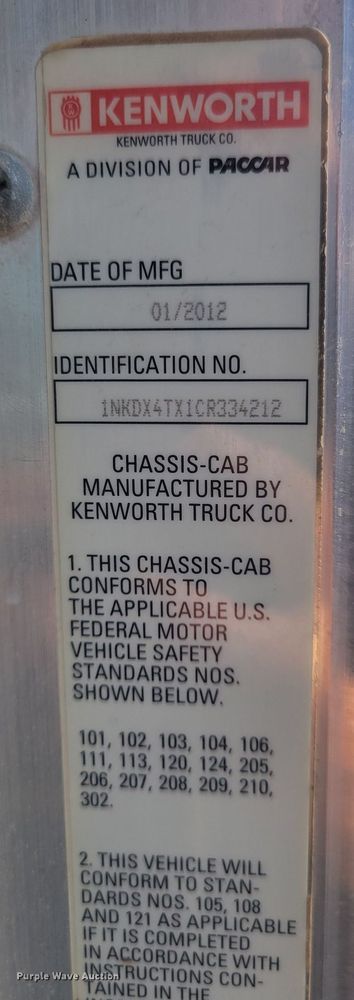 KENWORTH
KENWORTH TRUCK CO.
A DIVISION OF PACCAR
DATE OF MFG
01/2012
IDENTIFICATION NO.
1NKDX4TX1CR334212
CHASSIS-CAB
MANUFACTURED BY
KENWORTH TRUCK CO.
1. THIS CHASSIS-CAB
CONFORMS TO
THE APPLICABLE U.S.
FEDERAL MOTOR
VEHICLE SAFETY
STANDARDS NOS.
SHOWN BELOW.
101, 102, 103, 104, 106,
111, 113, 120, 124, 205,
206, 207, 208, 209, 210,
302.
2. THIS VEHICLE WILL
CONFORM TO STAN-
DARDS NOS. 105, 108
AND 121 AS APPLICABLE
IF IT IS COMPLETED
IN ACCORDANCE WITH
INSTRUCTIONS CON-
TAINED IN THE
Purple Wave Auction